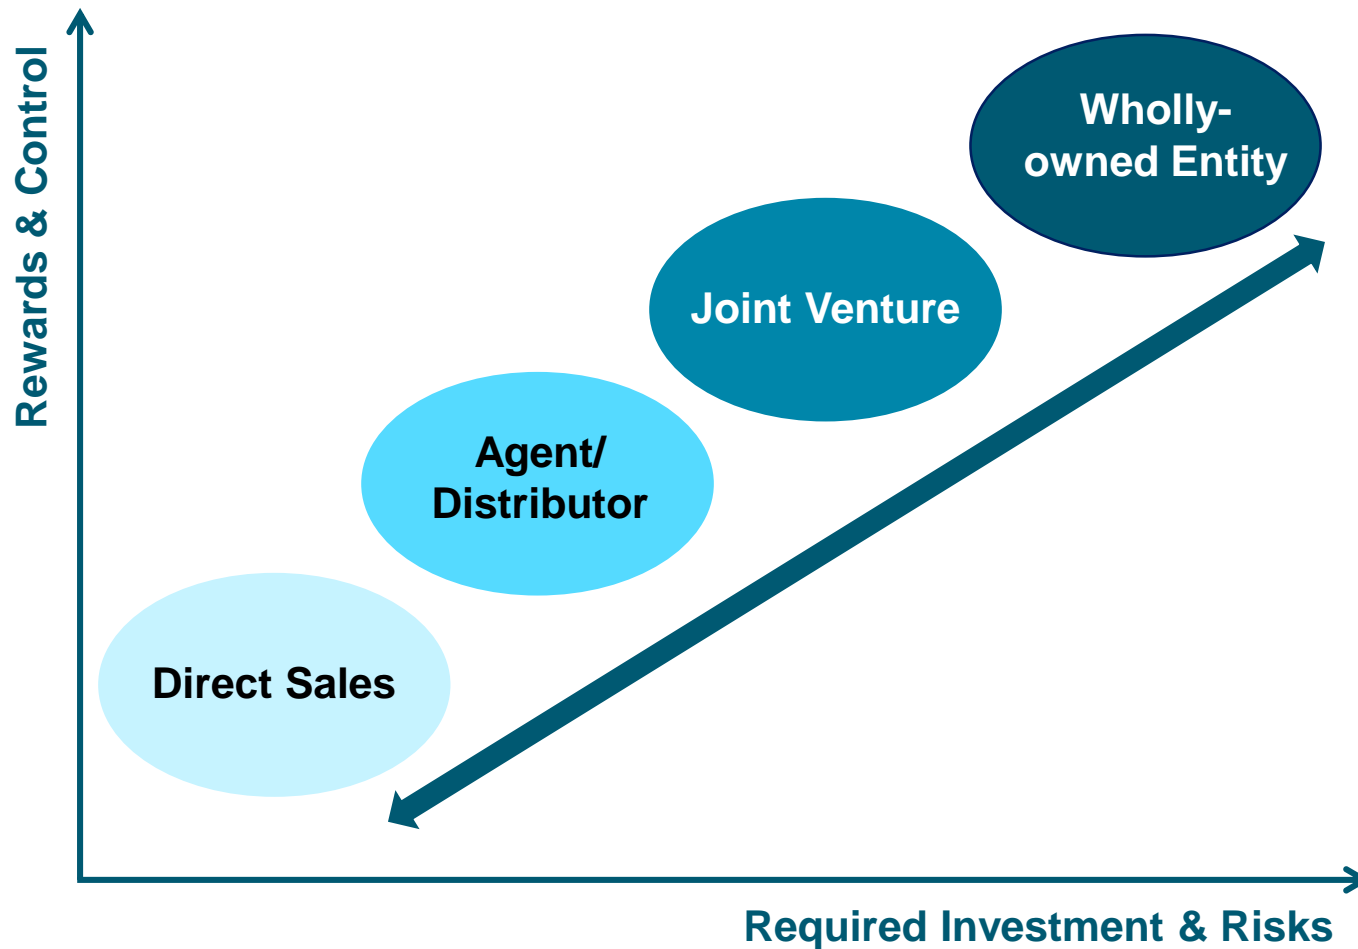 Rewards & Control
Wholly-
owned Entity
Joint Venture
Agent/
Distributor
Direct Sales
Required Investment & Risks